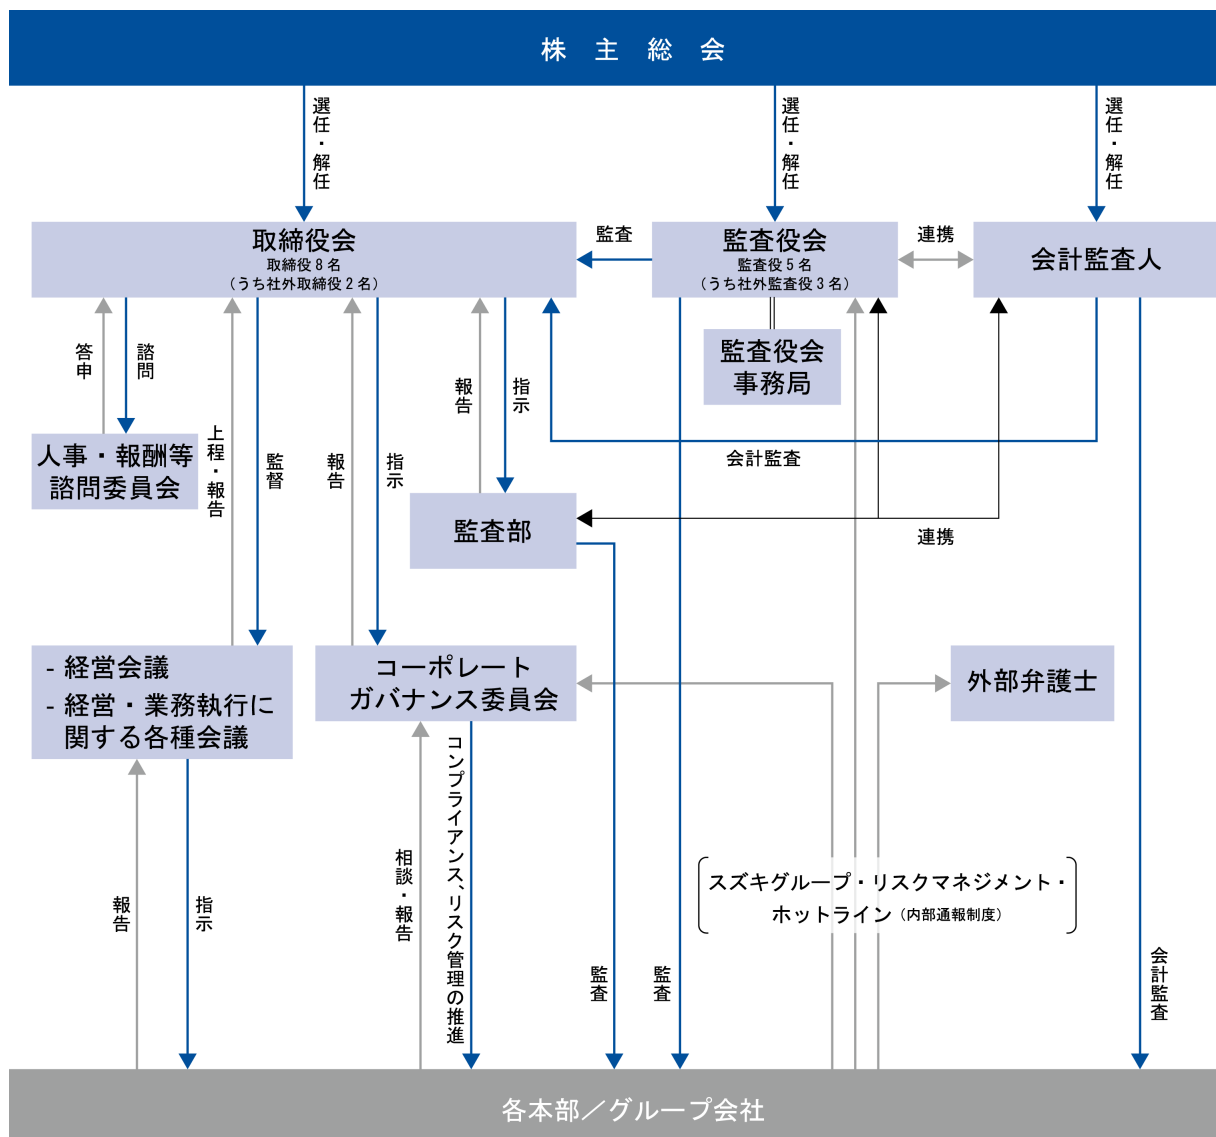 株主総会
選任・解任
選任・解任
選任・解任
取締役会
取締役8名
（うち社外取締役2名）
監査
監査役会
監査役5名
（うち社外監査役3名）
連携
会計監査人
監査役会
事務局
答申
諮問
報告
指示
人事・報酬等
諮問委員会
上程・報告
監督
報告
指示
会計監査
監査部
連携
- 経営会議
- 経営・業務執行に
関する各種会議
コーポレート
ガバナンス委員会
外部弁護士
報告
指示
相談・報告
コンプライアンス、リスク管理の推進
監査
監査
スズキグループ・リスクマネジメント・
ホットライン（内部通報制度）
会計監査
各本部／グループ会社